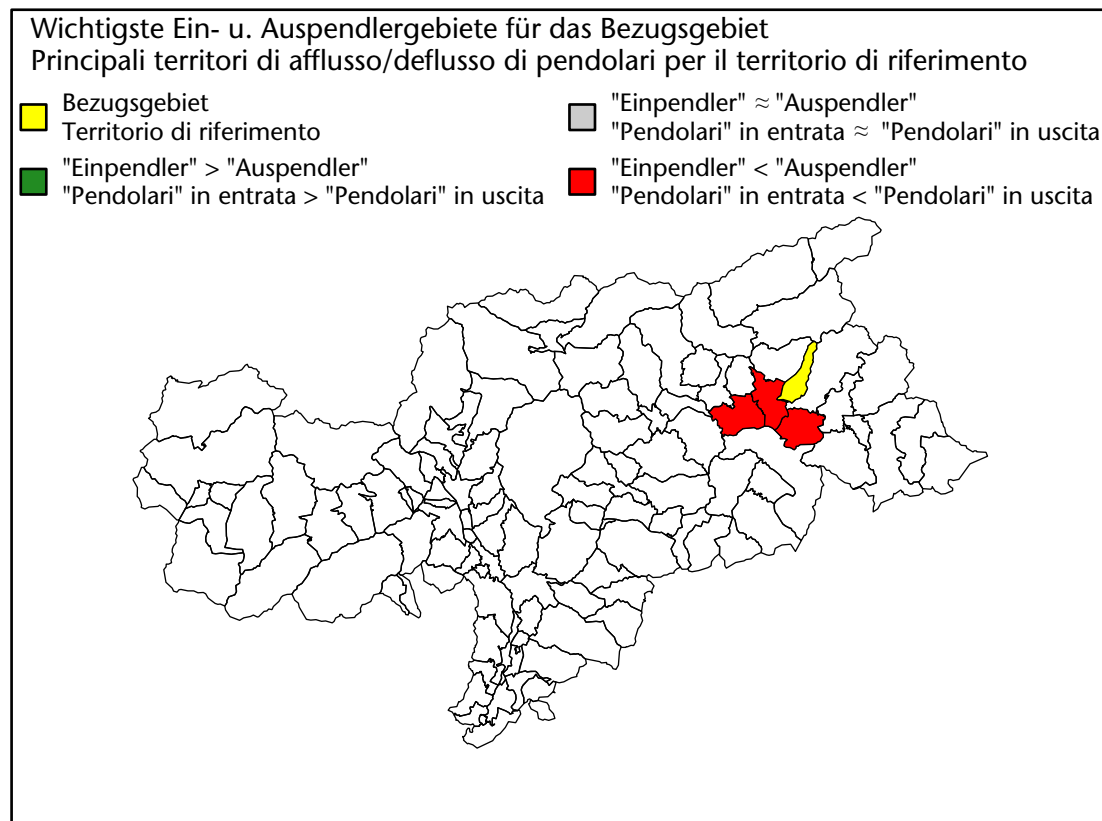 Wichtigste Ein- u. Auspendlergebiete für das Bezugsgebiet
Principali territori di afflusso/deflusso di pendolari per il territorio di riferimento
Bezugsgebiet
Territorio di riferimento
"Einpendler" > "Auspendler"
"Pendolari" in entrata > "Pendolari" in uscita
"Einpendler" ≈ "Auspendler"
"Pendolari" in entrata ≈ "Pendolari" in uscita
"Einpendler" < "Auspendler"
"Pendolari" in entrata < "Pendolari" in uscita